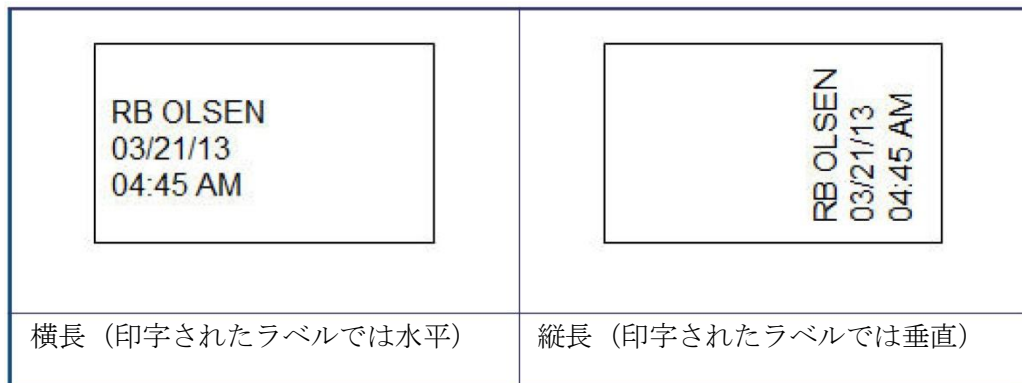 RB OLSEN
03/21/13
04:45 AM
RB OLSEN
03/21/13
04:45 AM
横長（印字されたラベルでは水平）
縦長（印字されたラベルでは垂直）